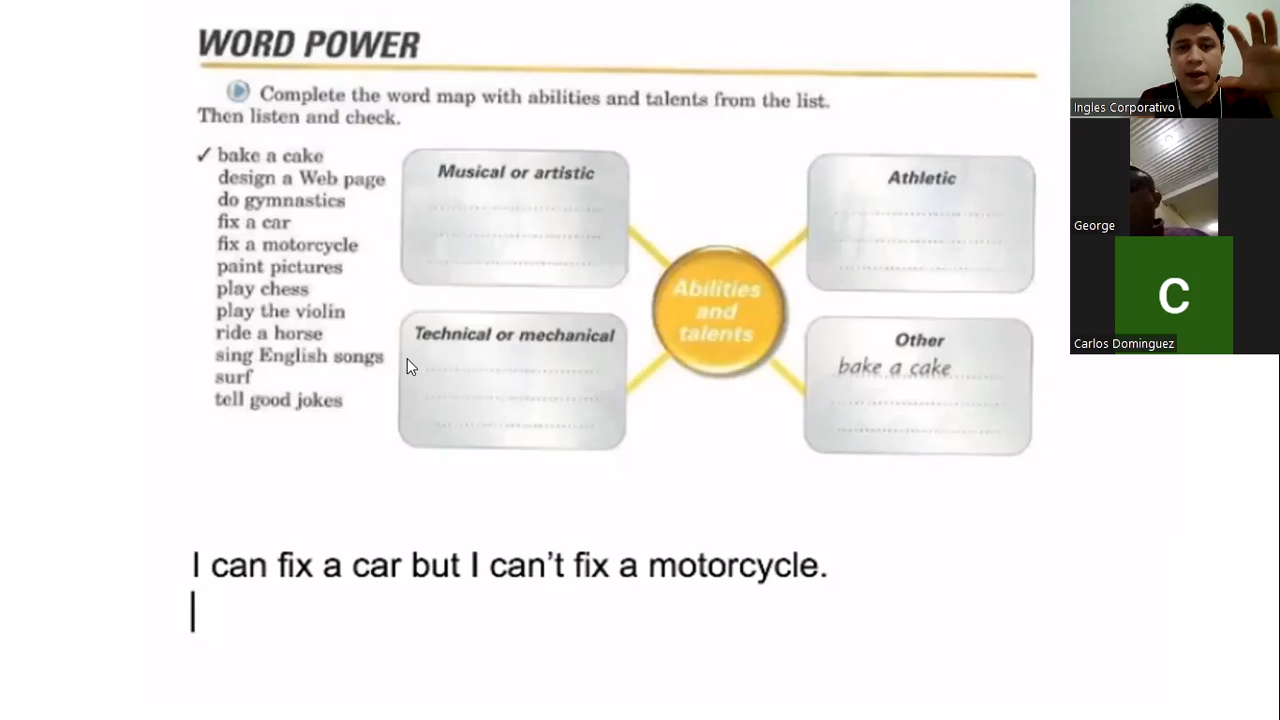 WORD POWER
Complete the word map with abilities and talents from the list.
Then listen and check.
✓ bake a cake
design a Web page
do gymnastics
fix a car
fix a motorcycle
paint pictures
play chess
play the violin
ride a horse
sing English songs
surf
tell good jokes
Musical or artistic
Athletic
Abilities
and
talents
Technical or mechanical
Other
bake a cake
I can fix a car but I can't fix a motorcycle.
Ingles Corporativo
George
C
Carlos Dominguez